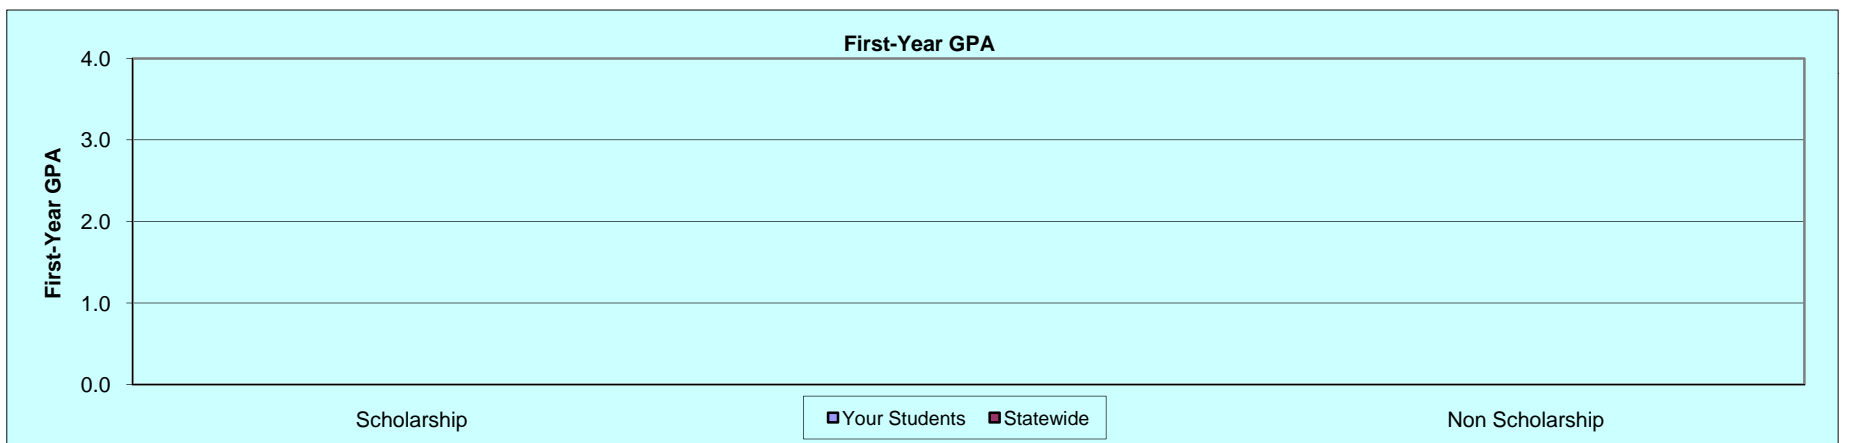 First-Year GPA
4.0
3.0
2.0
1.0
0.0
First-Year GPA
Scholarship
Your Students
Statewide
Non Scholarship